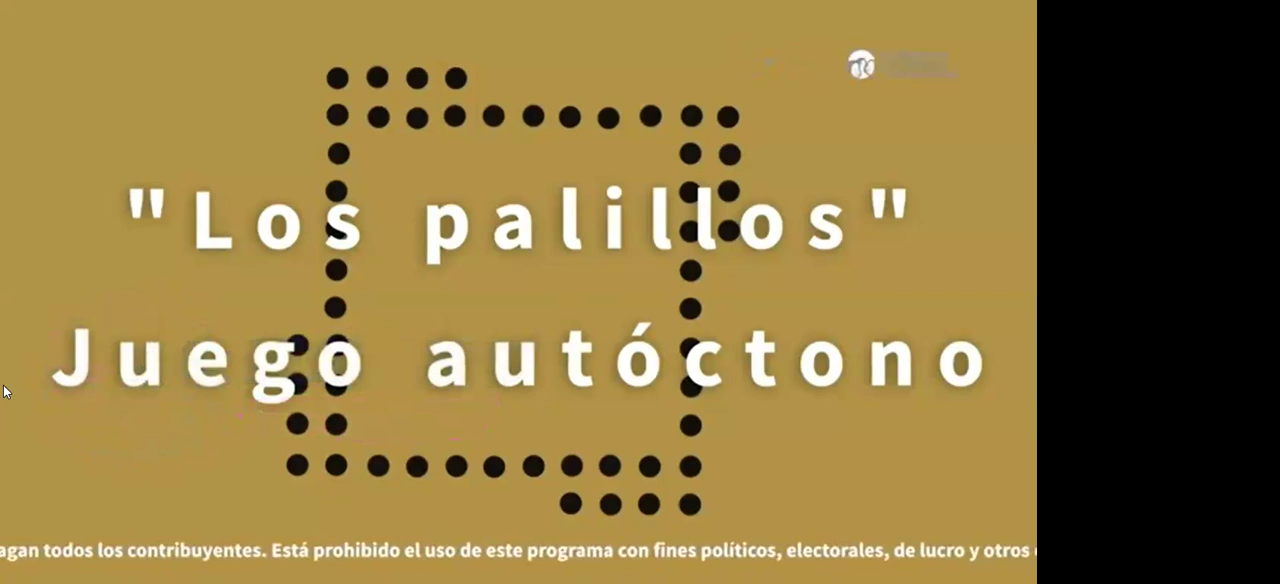 "Los palillos"
Juego autóctono
agan todos los contribuyentes. Está prohibido el uso de este programa con fines políticos, electorales, de lucro y otros